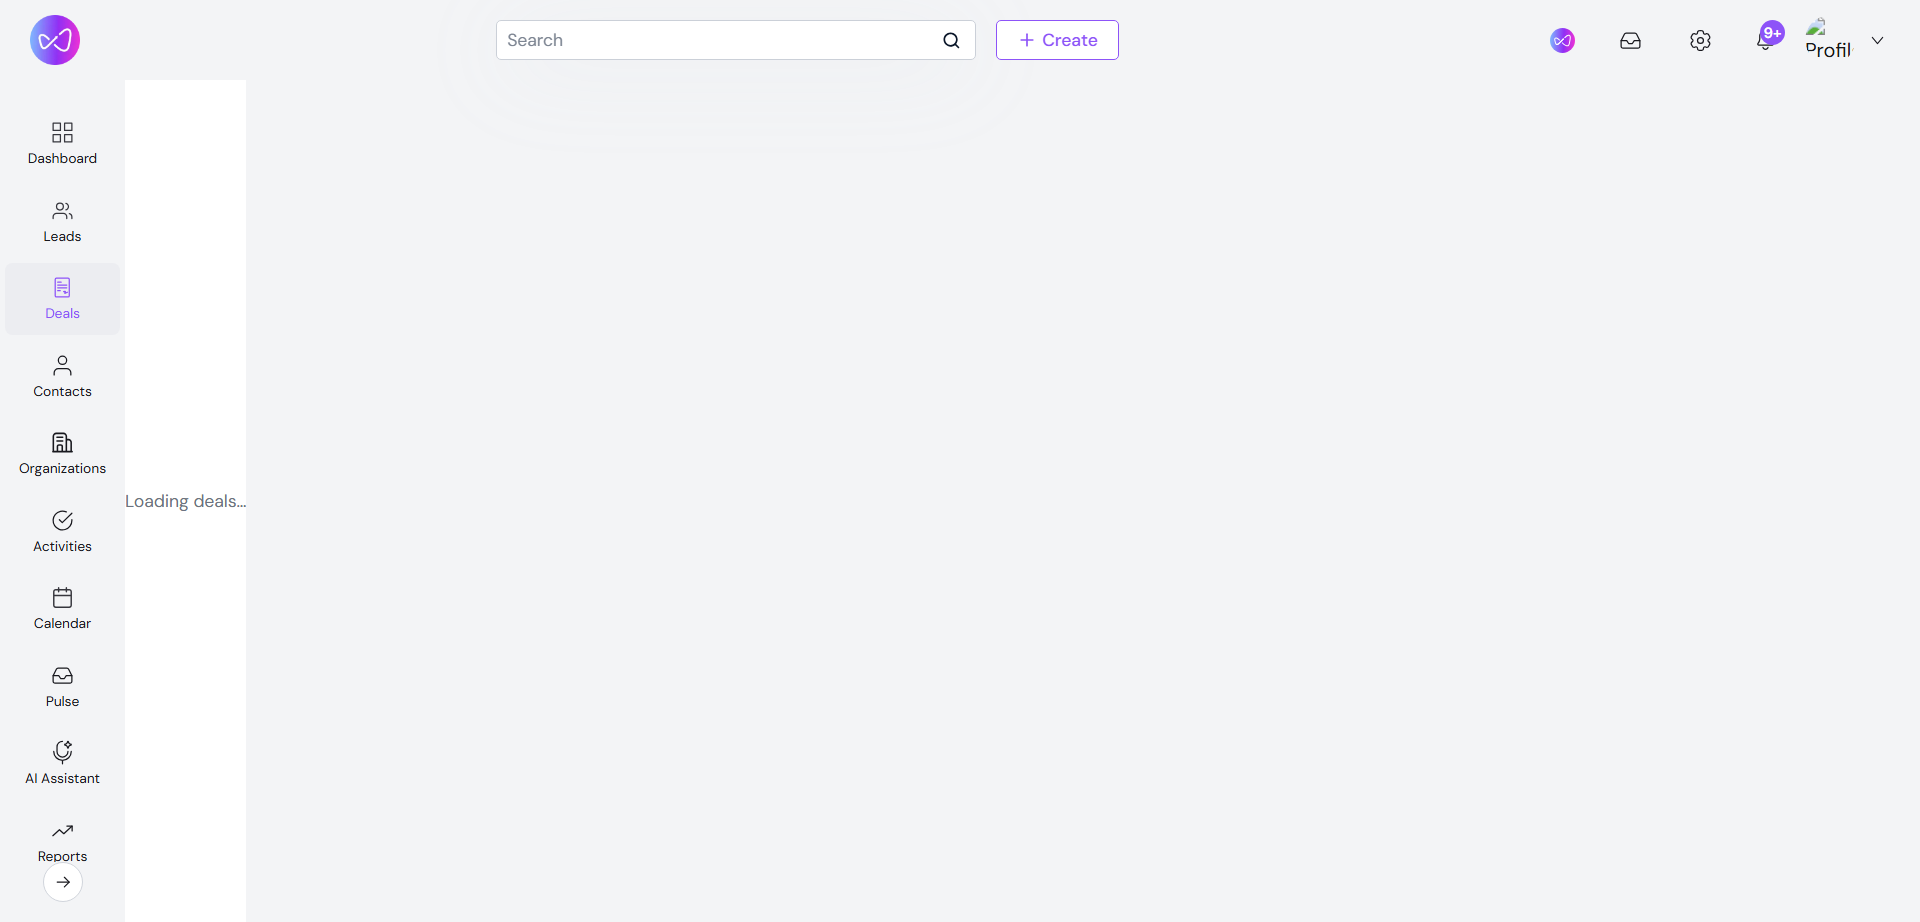 Search
+ Create
9+
Profil
Dashboard
Leads
Deals
Contacts
Organizations
Loading deals...
Activities
Calendar
Pulse
AI Assistant
Reports